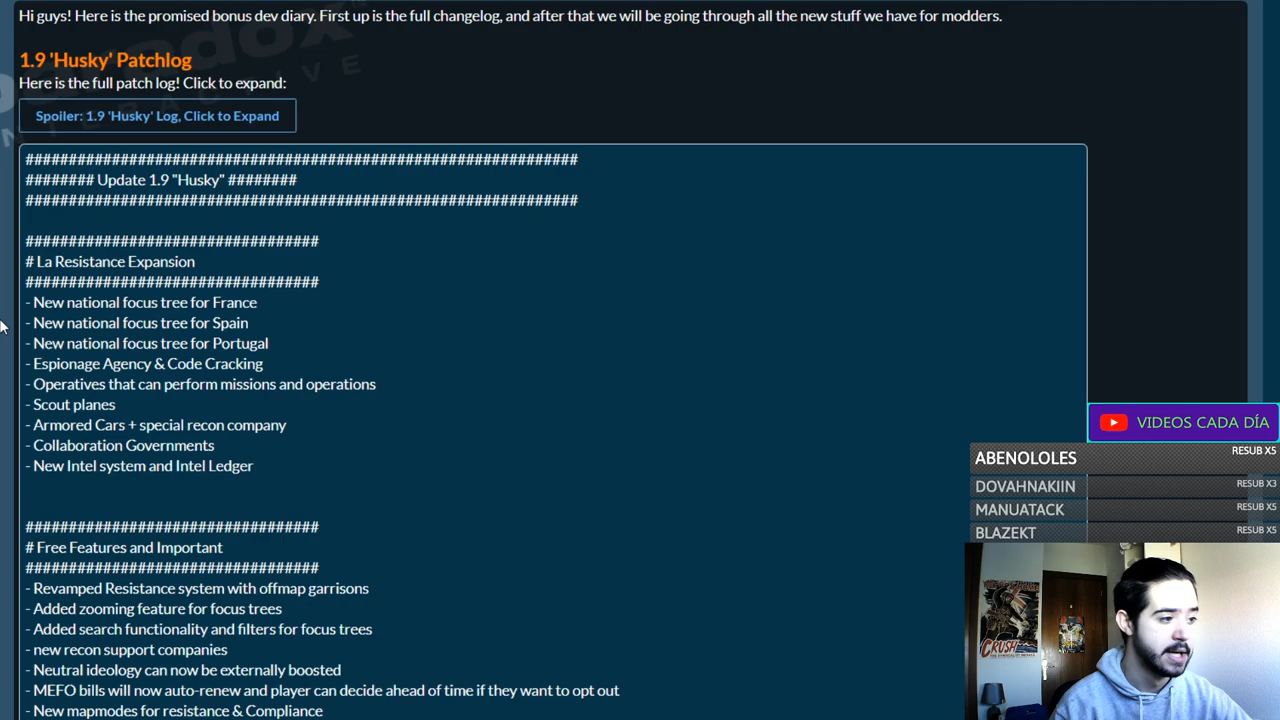 Hi guys! Here is the promised bonus dev diary. First up is the full changelog, and after that we will be going through all the new stuff we have for modders.
1.9 'Husky' Patchlog
Here is the full patch log! Click to expand:
Spoiler: 1.9 'Husky' Log, Click to Expand
################################################################
######## Update 1.9 "Husky" ########
################################################################
##################################
# La Resistance Expansion
##################################
- New national focus tree for France
- New national focus tree for Spain
- New national focus tree for Portugal
- Espionage Agency & Code Cracking
- Operatives that can perform missions and operations
- Scout planes
- Armored Cars + special recon company
- Collaboration Governments
- New Intel system and Intel Ledger
##################################
# Free Features and Important
##################################
- Revamped Resistance system with offmap garrisons
- Added zooming feature for focus trees
- Added search functionality and filters for focus trees
- new recon support companies
- Neutral ideology can now be externally boosted
- MEFO bills will now auto-renew and player can decide ahead of time if they want to opt out
- New mapmodes for resistance & Compliance
VIDEOS CADA DÍA
ABENOLOLES RESUB X5
DOVAHNAKIIN RESUB X3
MANUATACK RESUB X5
BLAZEKT RESUB X5
CRUSH